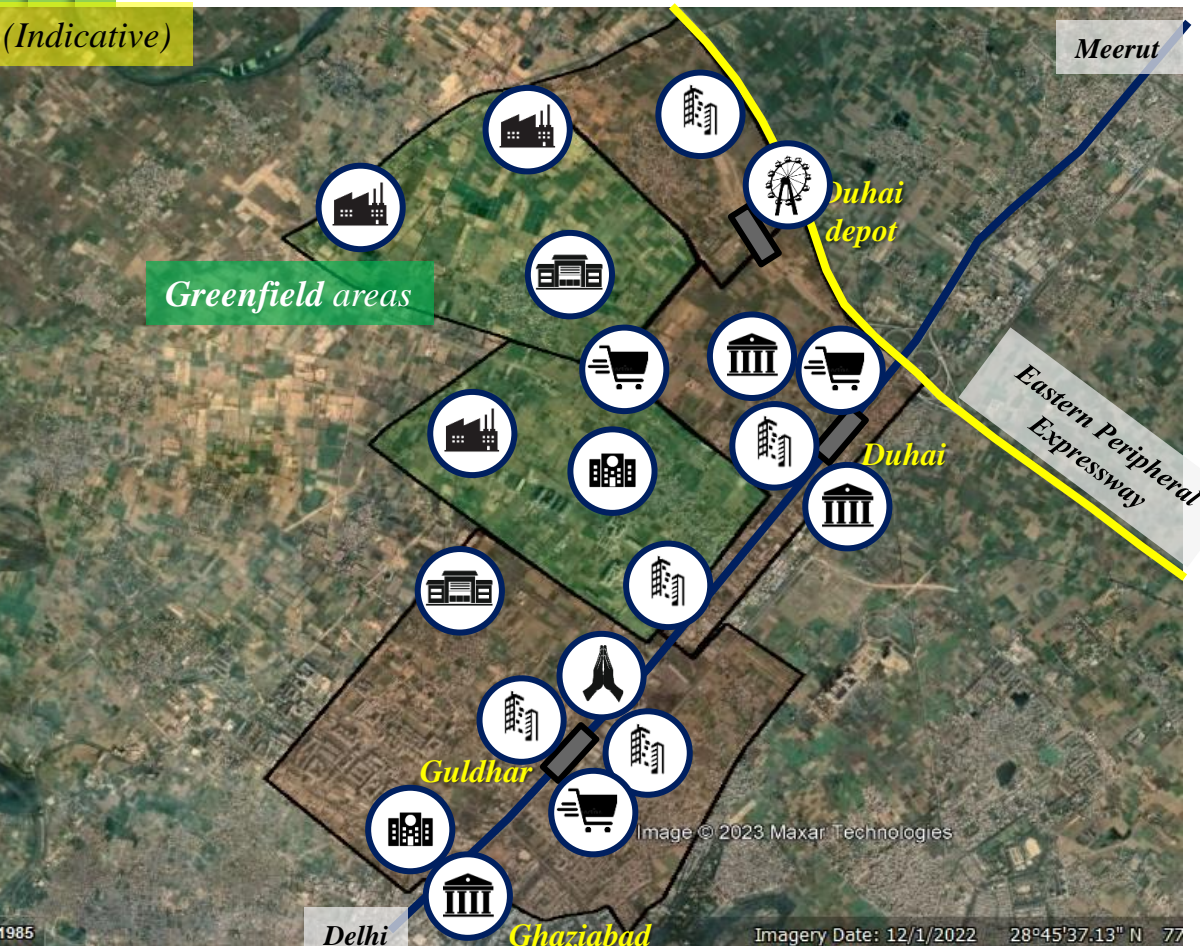 (Indicative)
Meerut
Duhai
depot
Greenfield areas
Eastern Peripheral
Expressway
Duhai
Guldhar
Image © 2023 Maxar Technologies
1985
Delhi
Ghaziabad
Imagery Date: 12/1/2022 28°45'37.13" N 77